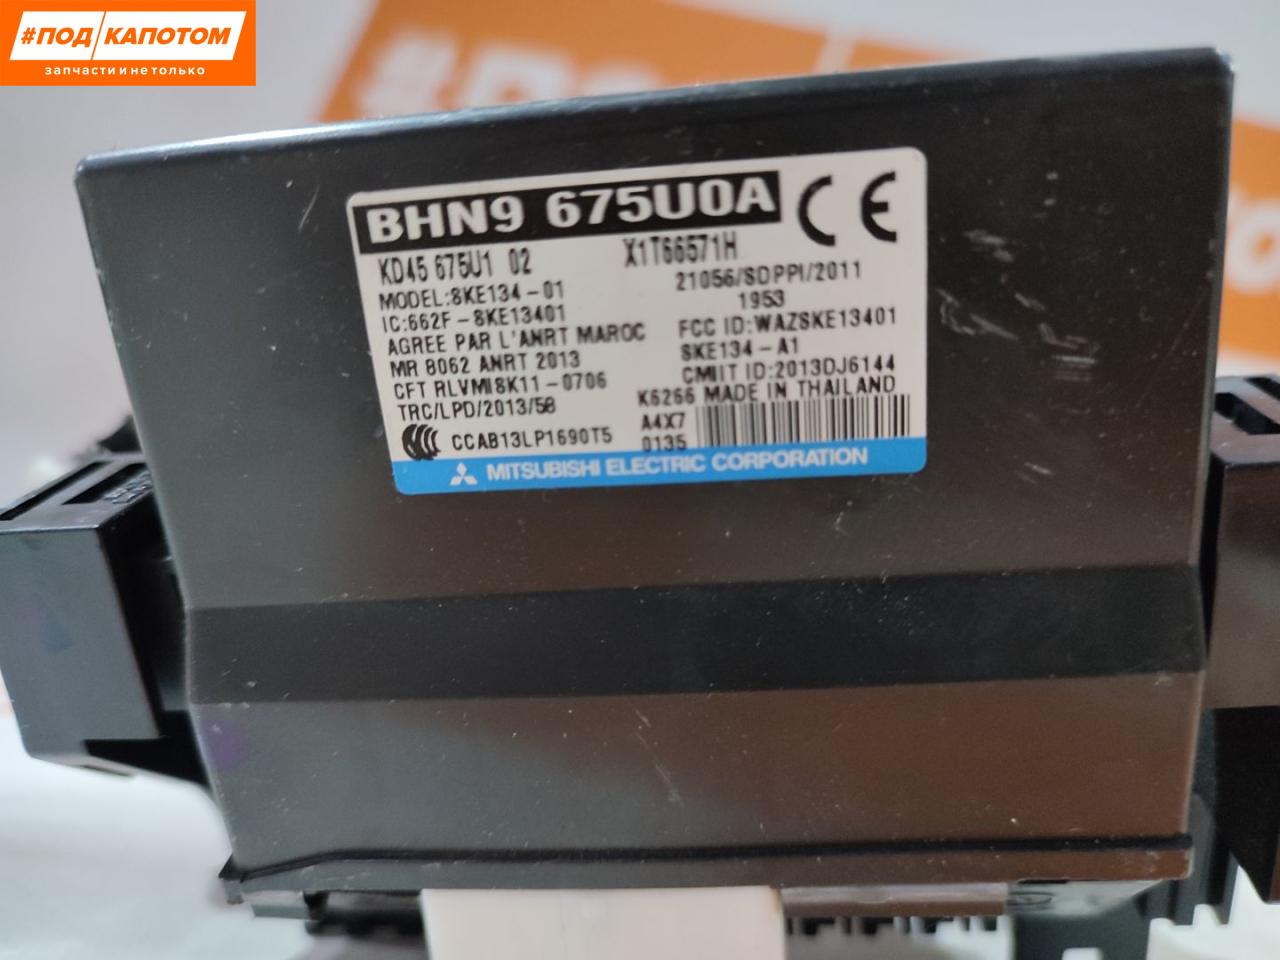 #ПОД КАПОТОМ
запчасти и не только
BHN9 675U0A CE
KD45 675U1 02 X1T66571H
MODEL:SKE134-01 21056/SDPPI/2011
IC:662F-SKE13401 1953
AGREE PAR L'ANRT MAROC FCC ID:WAZSKE13401
MR 8062 ANRT 2013 SKE134-A1
CFT RLVMISK11-0706 CMIIT ID:2013DJ6144
TRC/LPD/2013/58 K6266 MADE IN THAILAND
A4X7
CCC CCAB13LP1690T5 0135
MITSUBISHI ELECTRIC CORPORATION